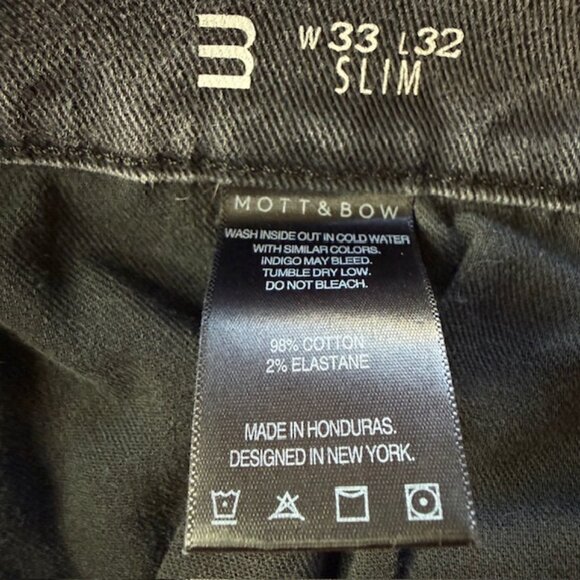 W 33 L32
SLIM
MOTT & BOW
WASH INSIDE OUT IN COLD WATER
WITH SIMILAR COLORS.
INDIGO MAY BLEED.
TUMBLE DRY LOW.
DO NOT BLEACH.
98% COTTON
2% ELASTANE
MADE IN HONDURAS.
DESIGNED IN NEW YORK.